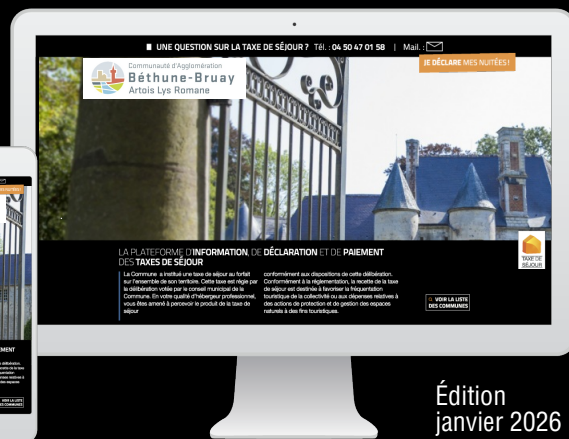 UNE QUESTION SUR LA TAXE DE SÉJOUR ? Tél. : 04 50 47 01 58 | Mail. :
JE DÉCLARE MES NUITÉES !
Communauté d'Agglomération
Béthune-Bruay
Artois Lys Romane
LA PLATEFORME D'INFORMATION, DE DÉCLARATION ET DE PAIEMENT
DES TAXES DE SÉJOUR
La Commune a institué une taxe de séjour au forfait
sur l'ensemble de son territoire. Cette taxe est régie par
la délibération votée par le conseil municipal de la
Commune. En votre qualité d'hébergeur professionnel,
vous êtes amené à percevoir le produit de la taxe de
séjour
conformément aux dispositions de cette délibération.
Conformément à la réglementation, la recette de la taxe
de séjour est destinée à favoriser la fréquentation
touristique de la collectivité ou aux dépenses relatives à
des actions de protection et de gestion des espaces
naturels à des fins touristiques.
TAXE DE
SÉJOUR
VOIR LA LISTE
DES COMMUNES
VOIR LA LISTE
DES COMMUNES
Édition
janvier 2026